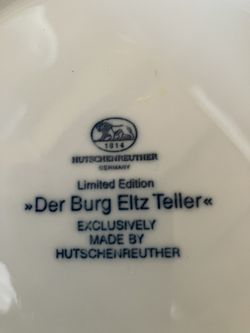 1814
HUTSCHENREUTHER
GERMANY
Limited Edition
»Der Burg Eltz Teller«
EXCLUSIVELY
MADE BY
HUTSCHENREUTHER